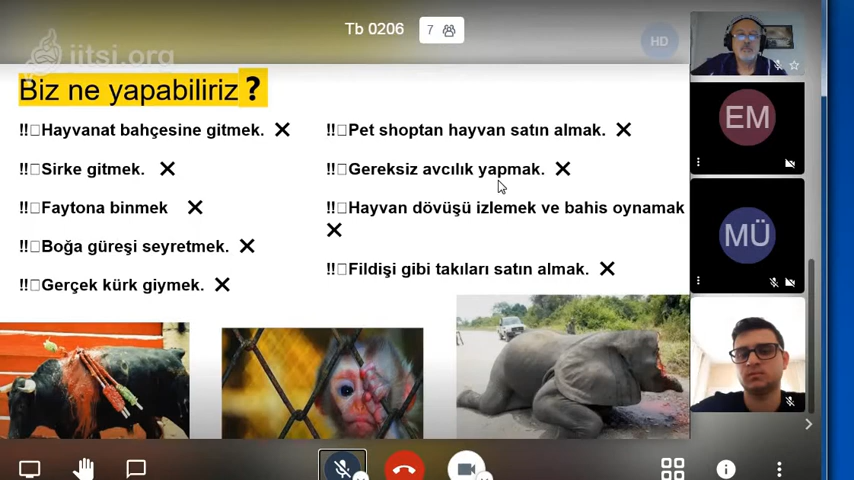 Tb 0206
7
HD
iitsi.org
Biz ne yapabiliriz ?
‼Hayvanat bahçesine gitmek. ❌
‼Sirke gitmek. ❌
‼Faytona binmek ❌
‼Boğa güreşi seyretmek. ❌
‼Gerçek kürk giymek. ❌
‼Pet shoptan hayvan satın almak. ❌
‼Gereksiz avcılık yapmak. ❌
‼Hayvan dövüşü izlemek ve bahis oynamak
❌
‼Fildişi gibi takıları satın almak. ❌
EM
MÜ